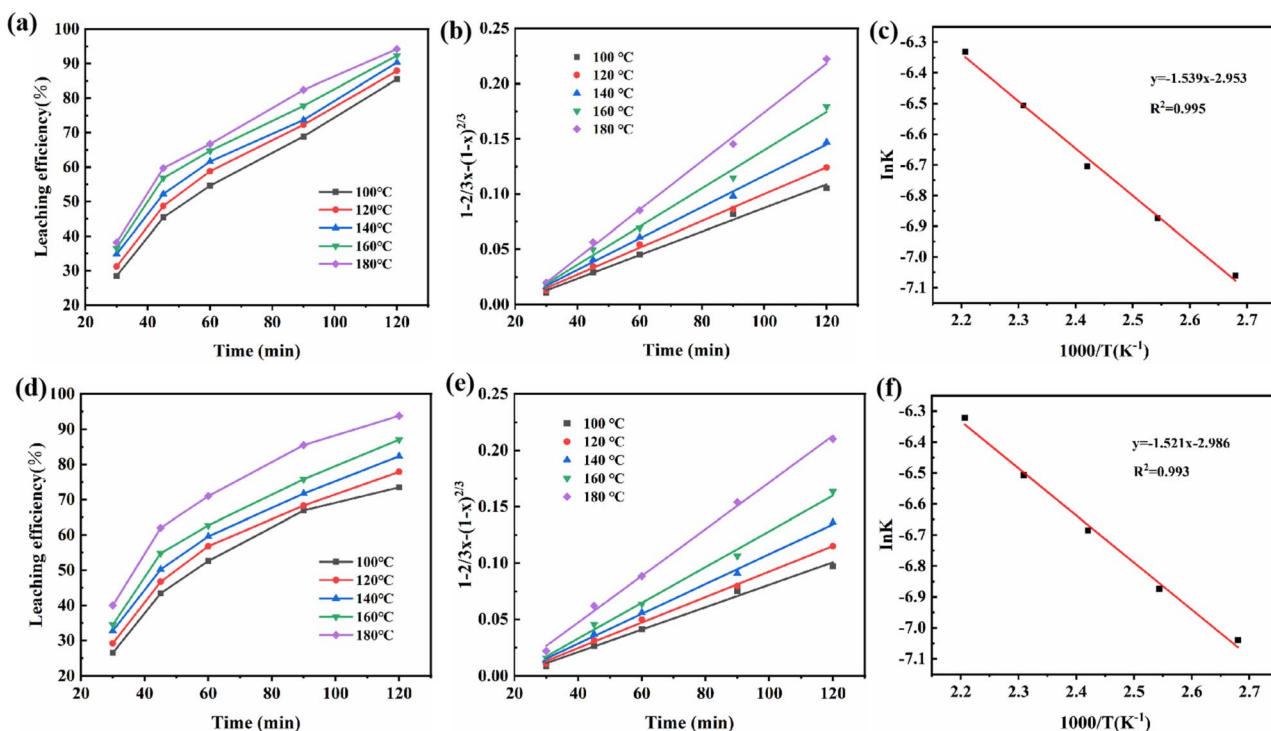 (a)
100
90
80
70
60
50
40
30
20
Leaching efficiency(%)
100℃
120℃
140℃
160℃
180℃
20 40 60 80 100 120
Time (min)
(b)
0.25
0.20
0.15
0.10
0.05
0.00
1-2/3x-(1-x)^2/3
100 ℃
120 ℃
140 ℃
160 ℃
180 ℃
20 40 60 80 100 120
Time (min)
(c)
-6.3
-6.4
-6.5
-6.6
-6.7
-6.8
-6.9
-7.0
-7.1
lnK
y=-1.539x-2.953
R²=0.995
2.2 2.3 2.4 2.5 2.6 2.7
1000/T(K⁻¹)
(d)
100
90
80
70
60
50
40
30
20
Leaching efficiency(%)
100℃
120℃
140℃
160℃
180℃
20 40 60 80 100 120
Time (min)
(e)
0.25
0.20
0.15
0.10
0.05
0.00
1-2/3x-(1-x)^2/3
100 ℃
120 ℃
140 ℃
160 ℃
180 ℃
20 40 60 80 100 120
Time (min)
(f)
-6.3
-6.4
-6.5
-6.6
-6.7
-6.8
-6.9
-7.0
-7.1
lnK
y=-1.521x-2.986
R²=0.993
2.2 2.3 2.4 2.5 2.6 2.7
1000/T(K⁻¹)